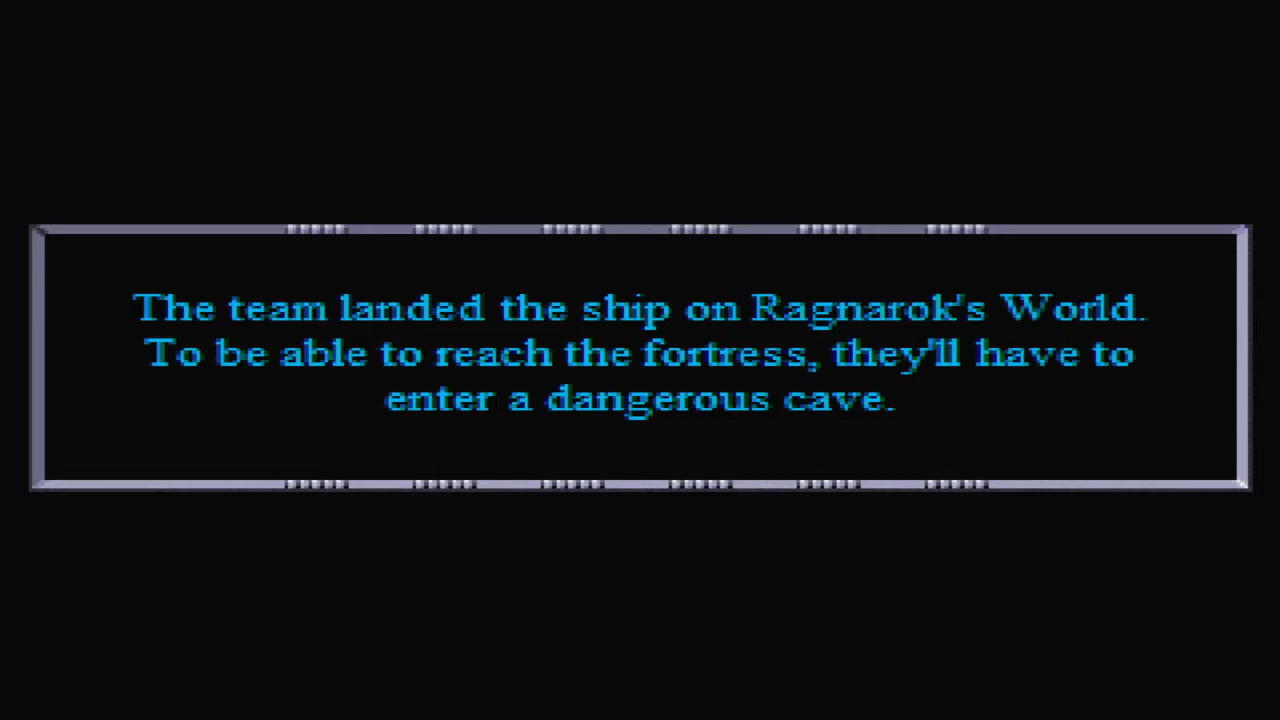 The team landed the ship on Ragnarok's World.
To be able to reach the fortress, they'll have to
enter a dangerous cave.